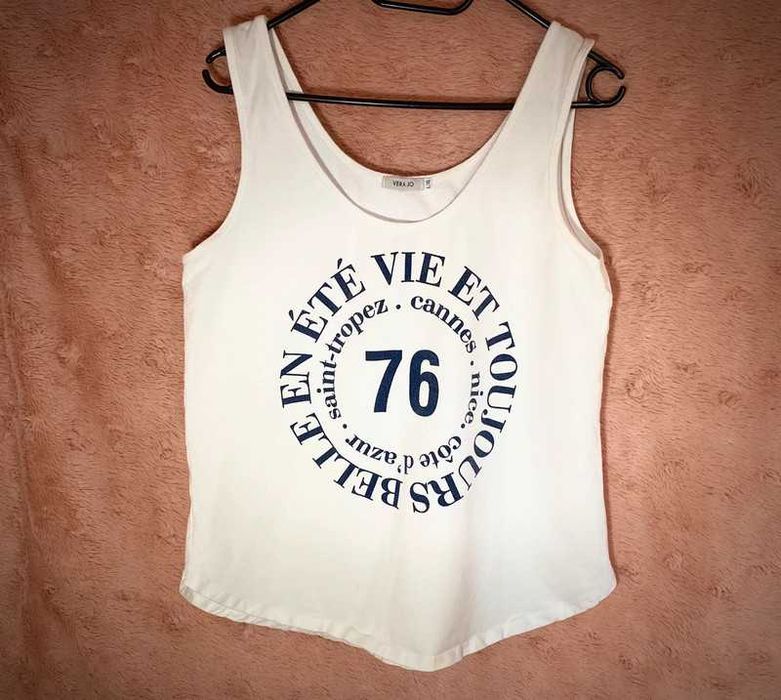 VERA JO
EN ÉTÉ VIE ET TOUJOURS BELLE
saint-tropez . cannes . nice . côte d'azur .
76